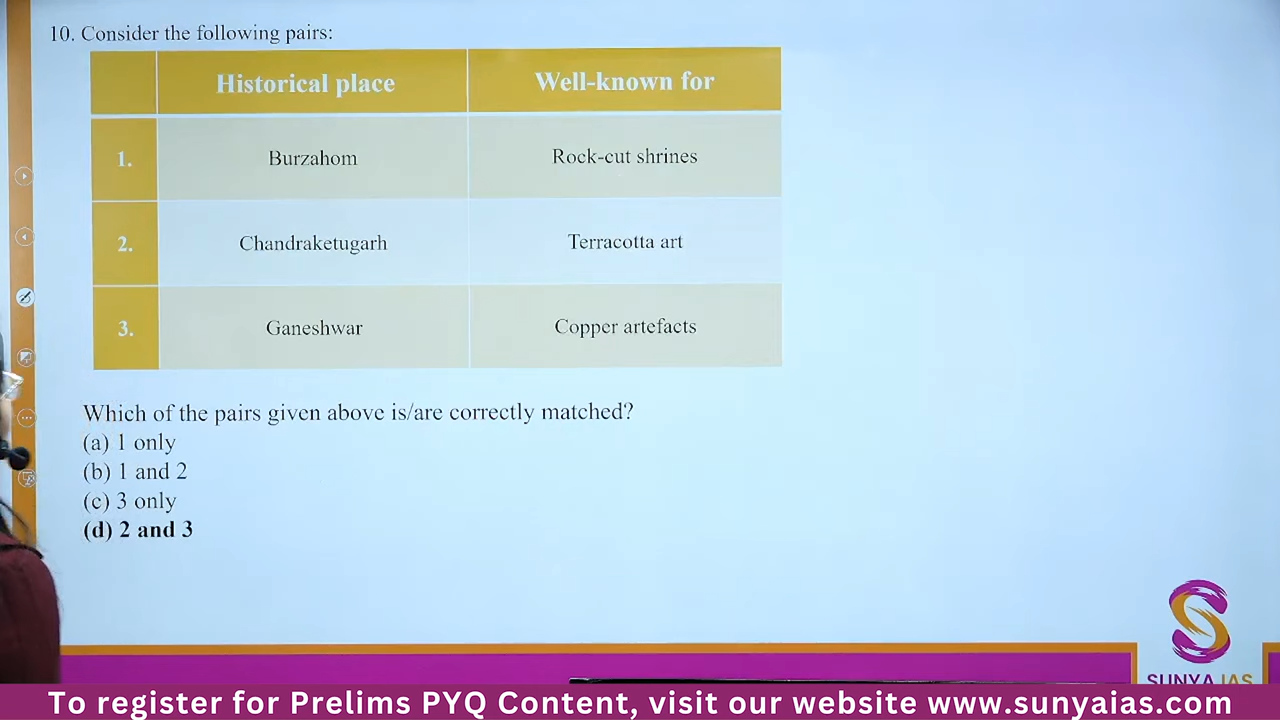 10. Consider the following pairs:
Historical place Well-known for
1. Burzahom Rock-cut shrines
2. Chandraketugarh Terracotta art
3. Ganeshwar Copper artefacts
Which of the pairs given above is/are correctly matched?
(a) 1 only
(b) 1 and 2
(c) 3 only
(d) 2 and 3
SUNYA IAS
To register for Prelims PYQ Content, visit our website www.sunyaias.com